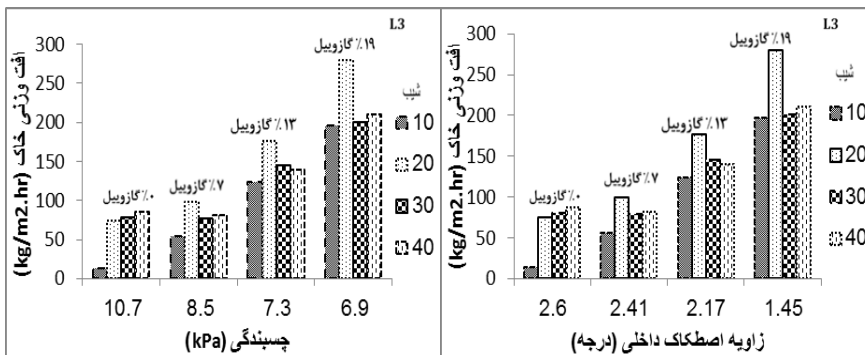 L3
افت وزنی خاک (kg/m2.hr)
300
250
200
150
100
50
0
۰٪ گازوییل
۷٪ گازوییل
۱۳٪ گازوییل
۱۹٪ گازوییل
شیب
10
20
30
40
10.7 8.5 7.3 6.9
چسبندگی (kPa)
L3
افت وزنی خاک (kg/m2.hr)
300
250
200
150
100
50
0
۰٪ گازوییل
۷٪ گازوییل
۱۳٪ گازوییل
۱۹٪ گازوییل
شیب
10
20
30
40
2.6 2.41 2.17 1.45
زاویه اصطکاک داخلی (درجه)